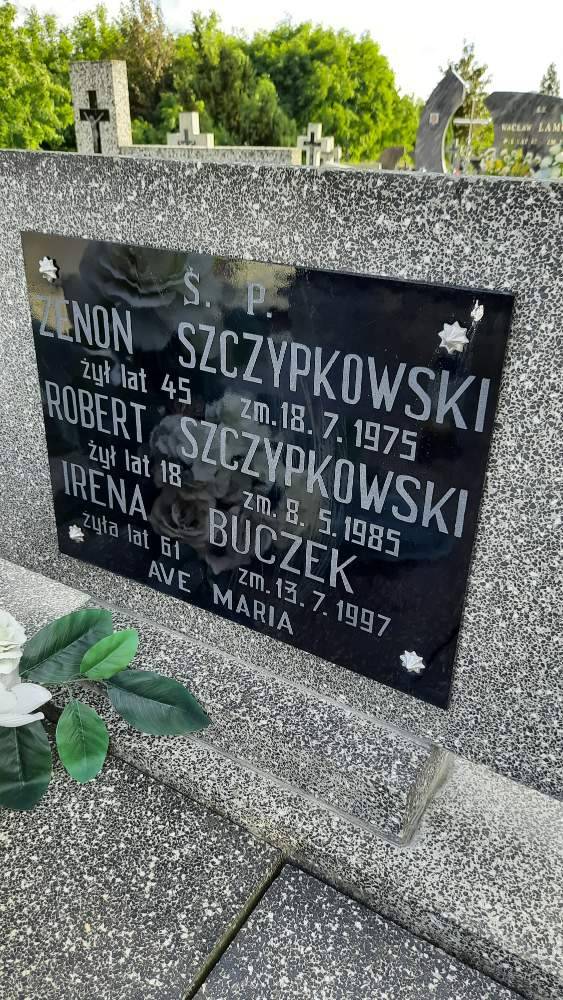 Ś. P.
ZENON SZCZYPKOWSKI
żył lat 45 zm. 18. 7. 1975
ROBERT SZCZYPKOWSKI
żył lat 18 zm. 8. 5. 1985
IRENA BUCZEK
żyła lat 61 zm. 13. 7. 1997
AVE MARIA
WACŁAW